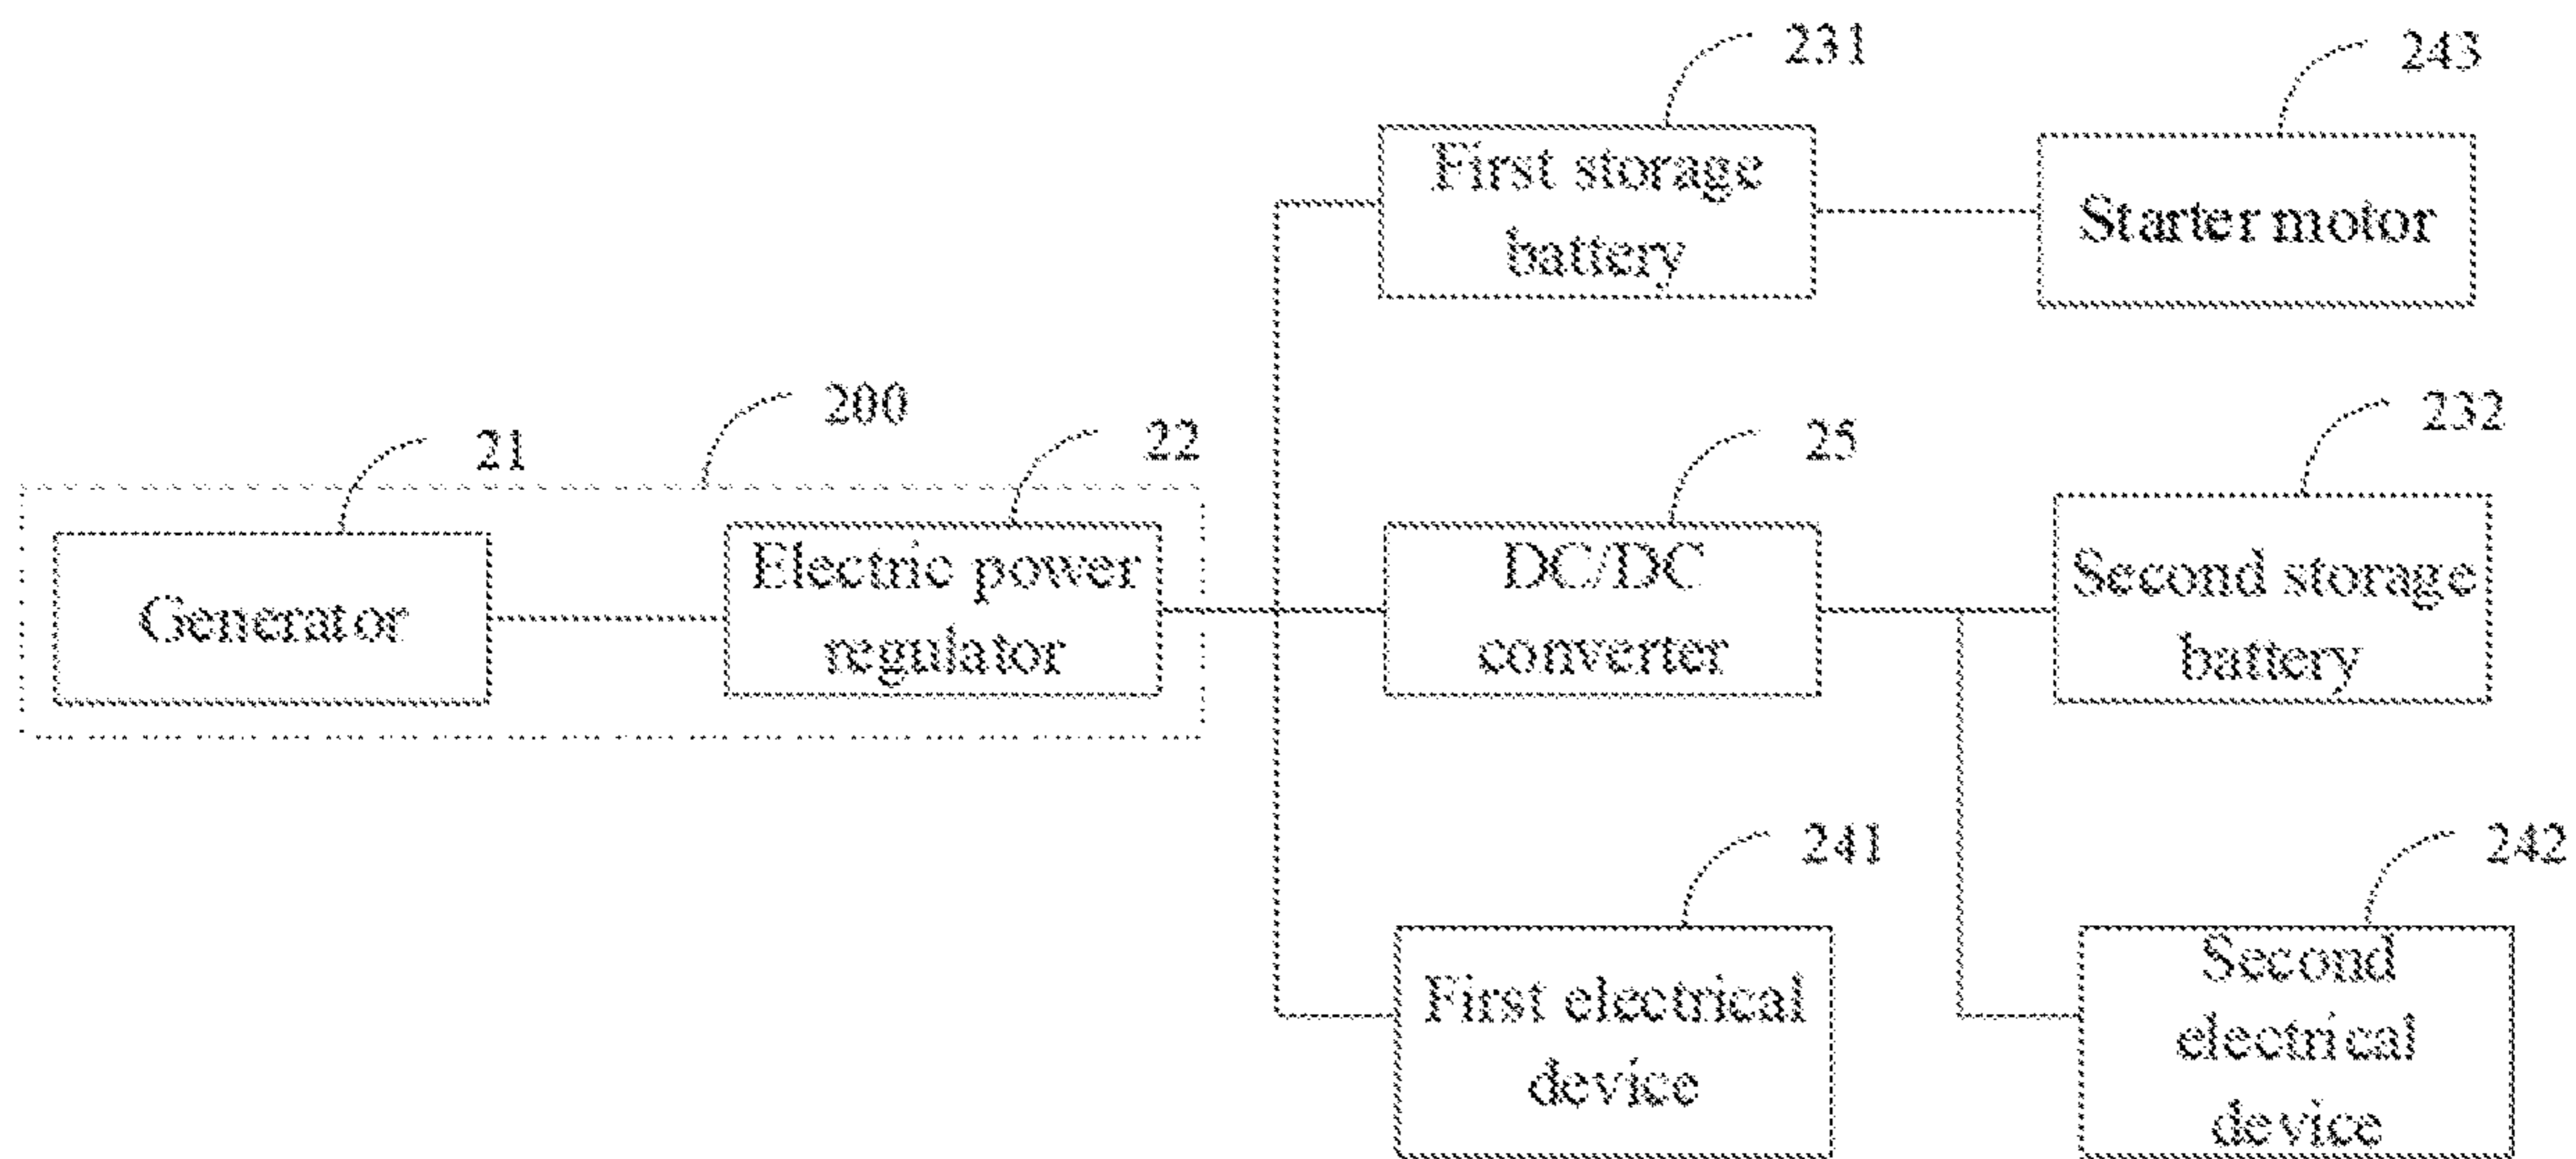 231
243
First storage
battery
Starter motor
200
21
22
25
232
Generator
Electric power
regulator
DC/DC
converter
Second storage
battery
241
242
First electrical
device
Second
electrical
device